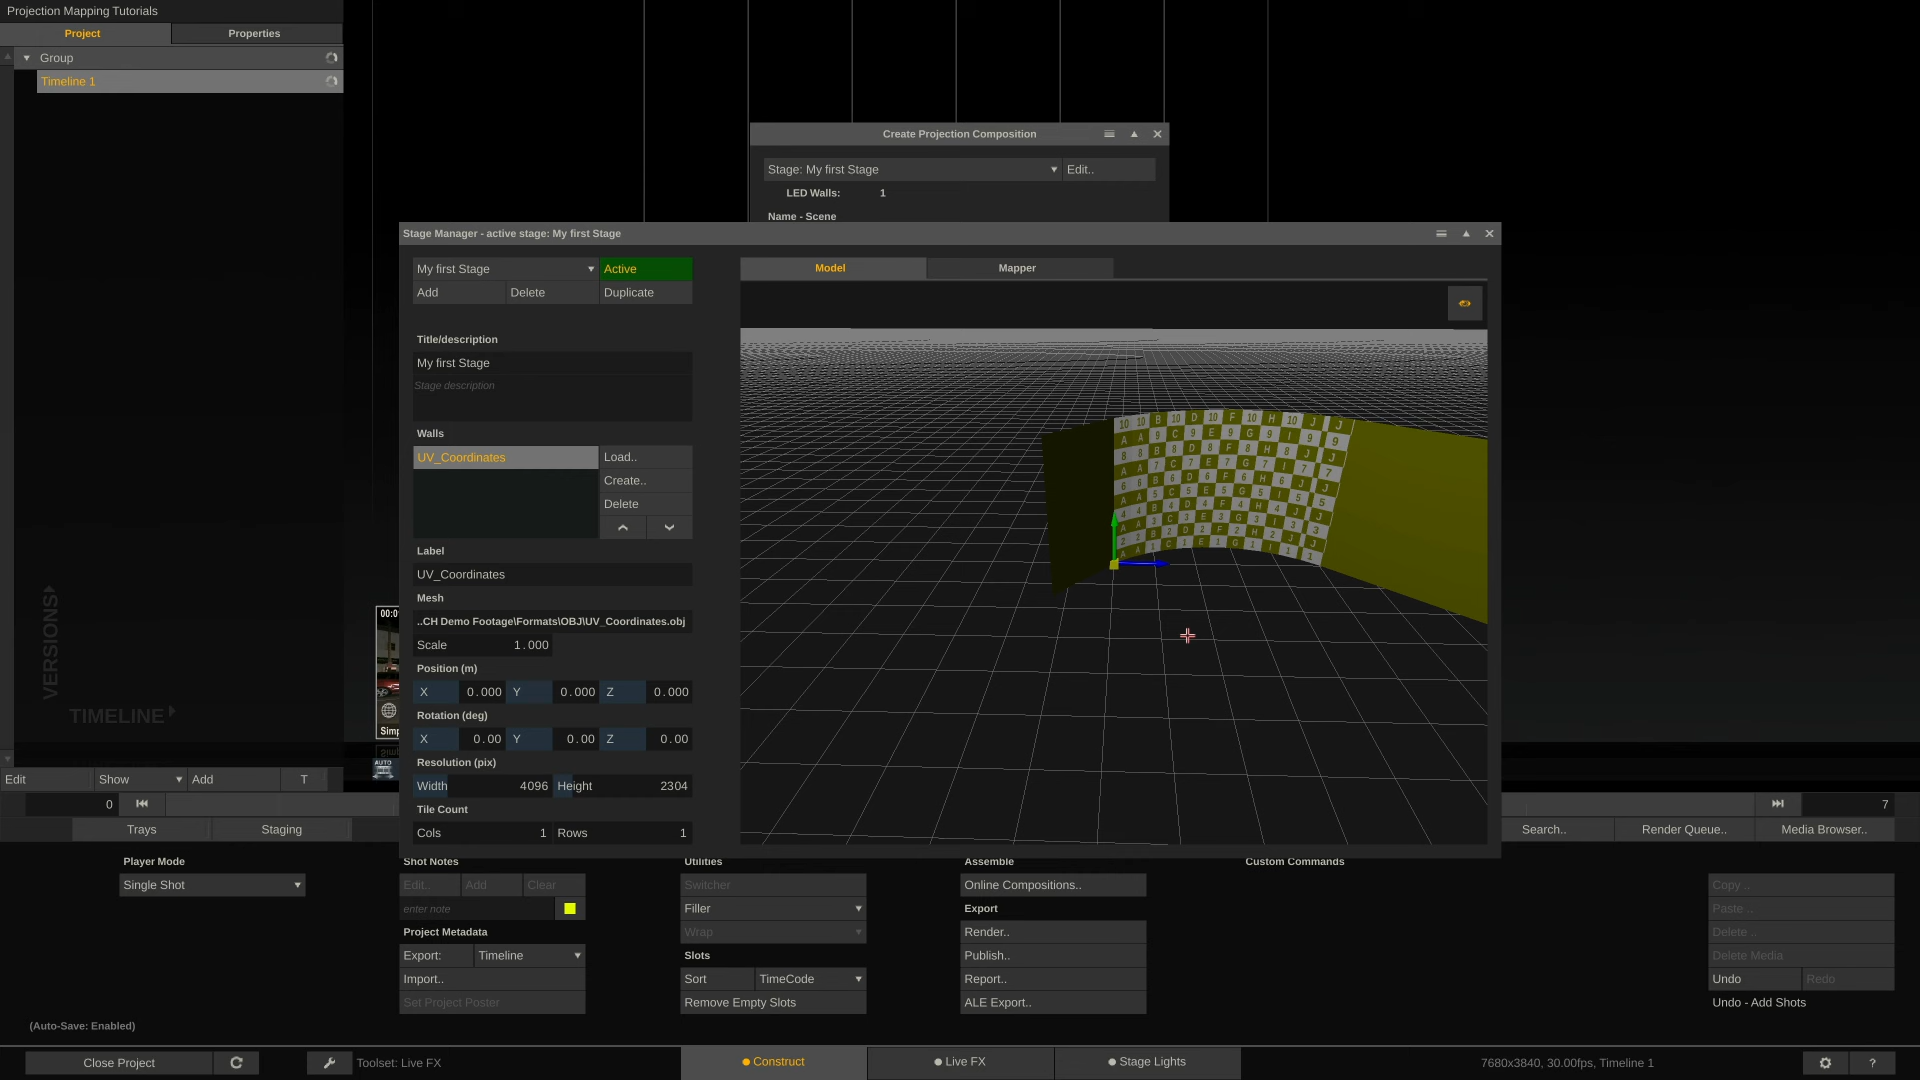 Projection Mapping Tutorials
Project
Properties
Group
Timeline 1
VERSIONS
TIMELINE
Edit
Show
Add
T
0
7
Trays
Staging
Search..
Render Queue..
Media Browser..
Create Projection Composition
Stage: My first Stage
Edit..
LED Walls: 1
Name - Scene
Stage Manager - active stage: My first Stage
My first Stage
Active
Add
Delete
Duplicate
Title/description
My first Stage
Stage description
Walls
UV_Coordinates
Load..
Create..
Delete
Label
UV_Coordinates
Mesh
..CH Demo Footage\Formats\OBJ\UV_Coordinates.obj
Scale 1.000
Position (m)
X 0.000 Y 0.000 Z 0.000
Rotation (deg)
X 0.00 Y 0.00 Z 0.00
Resolution (pix)
Width 4096 Height 2304
Tile Count
Cols 1 Rows 1
Model
Mapper
AUTO
Player Mode
Single Shot
Shot Notes
Edit..
Add
Clear
enter note
Project Metadata
Export: Timeline
Import..
Set Project Poster
Utilities
Switcher
Filler
Wrap
Slots
Sort TimeCode
Remove Empty Slots
Assemble
Online Compositions..
Export
Render..
Publish..
Report..
ALE Export..
Custom Commands
Copy ..
Paste ..
Delete ..
Delete Media
Undo
Redo
Undo - Add Shots
(Auto-Save: Enabled)
Close Project
Toolset: Live FX
Construct
Live FX
Stage Lights
7680x3840, 30.00fps, Timeline 1
?